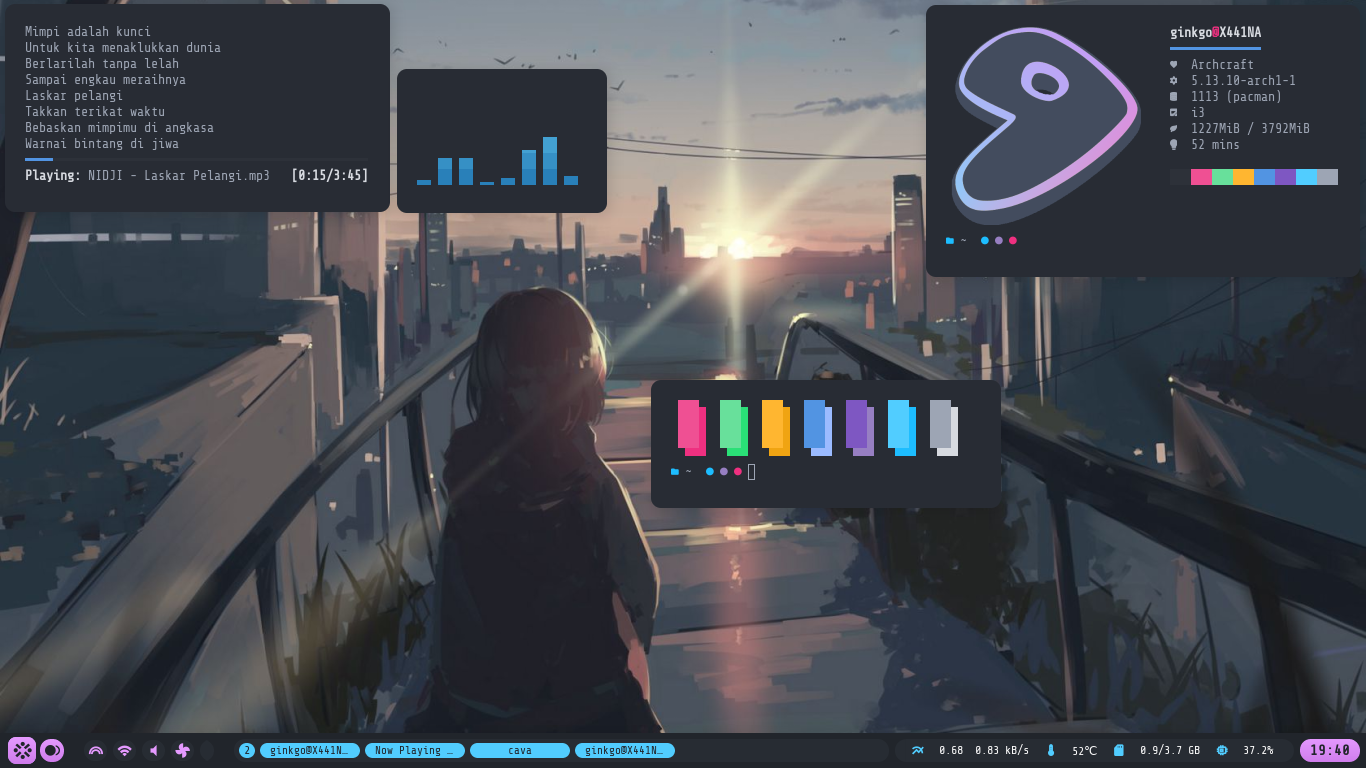 Mimpi adalah kunci
Untuk kita menaklukkan dunia
Berlarilah tanpa lelah
Sampai engkau meraihnya
Laskar pelangi
Takkan terikat waktu
Bebaskan mimpimu di angkasa
Warnai bintang di jiwa
Playing: NIDJI - Laskar Pelangi.mp3 [0:15/3:45]
ginkgo@X441NA
Archcraft
5.13.10-arch1-1
1113 (pacman)
i3
1227MiB / 3792MiB
52 mins
~
~
2 ginkgo@X441N… Now Playing … cava ginkgo@X441N… 0.68 0.83 kB/s 52°C 0.9/3.7 GB 37.2% 19:40